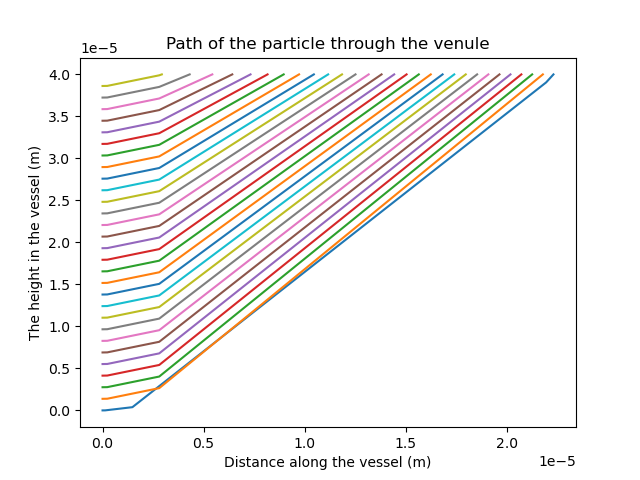 Path of the particle through the venule
1e−5
4.0
3.5
3.0
2.5
2.0
1.5
1.0
0.5
0.0
The height in the vessel (m)
0.0 0.5 1.0 1.5 2.0
1e−5
Distance along the vessel (m)